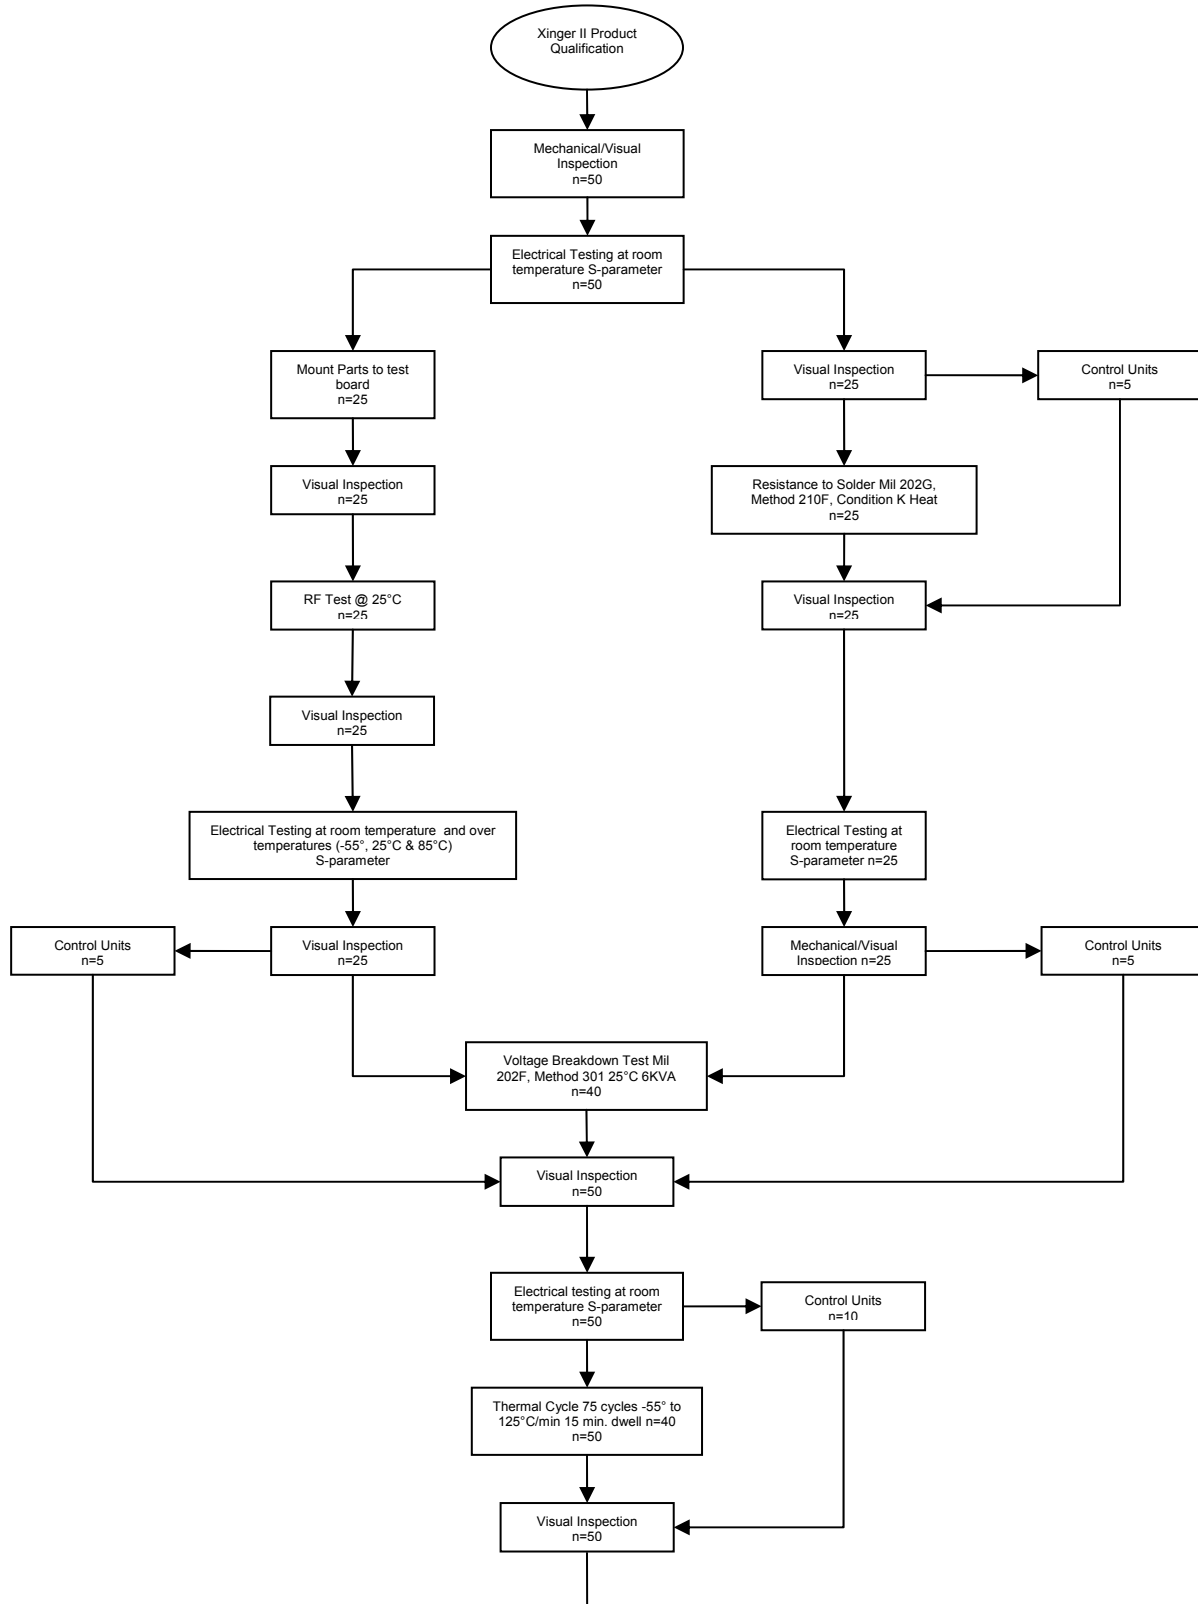 Xinger II Product
Qualification
Mechanical/Visual
Inspection
n=50
Electrical Testing at room
temperature S-parameter
n=50
Mount Parts to test
board
n=25
Visual Inspection
n=25
Control Units
n=5
Visual Inspection
n=25
Resistance to Solder Mil 202G,
Method 210F, Condition K Heat
n=25
RF Test @ 25°C
n=25
Visual Inspection
n=25
Visual Inspection
n=25
Electrical Testing at room temperature  and over
temperatures (-55°, 25°C & 85°C)
S-parameter
Electrical Testing at
room temperature
S-parameter n=25
Control Units
n=5
Visual Inspection
n=25
Mechanical/Visual
Inspection n=25
Control Units
n=5
Voltage Breakdown Test Mil
202F, Method 301 25°C 6KVA
n=40
Visual Inspection
n=50
Electrical testing at room
temperature S-parameter
n=50
Control Units
n=10
Thermal Cycle 75 cycles -55° to
125°C/min 15 min. dwell n=40
n=50
Visual Inspection
n=50